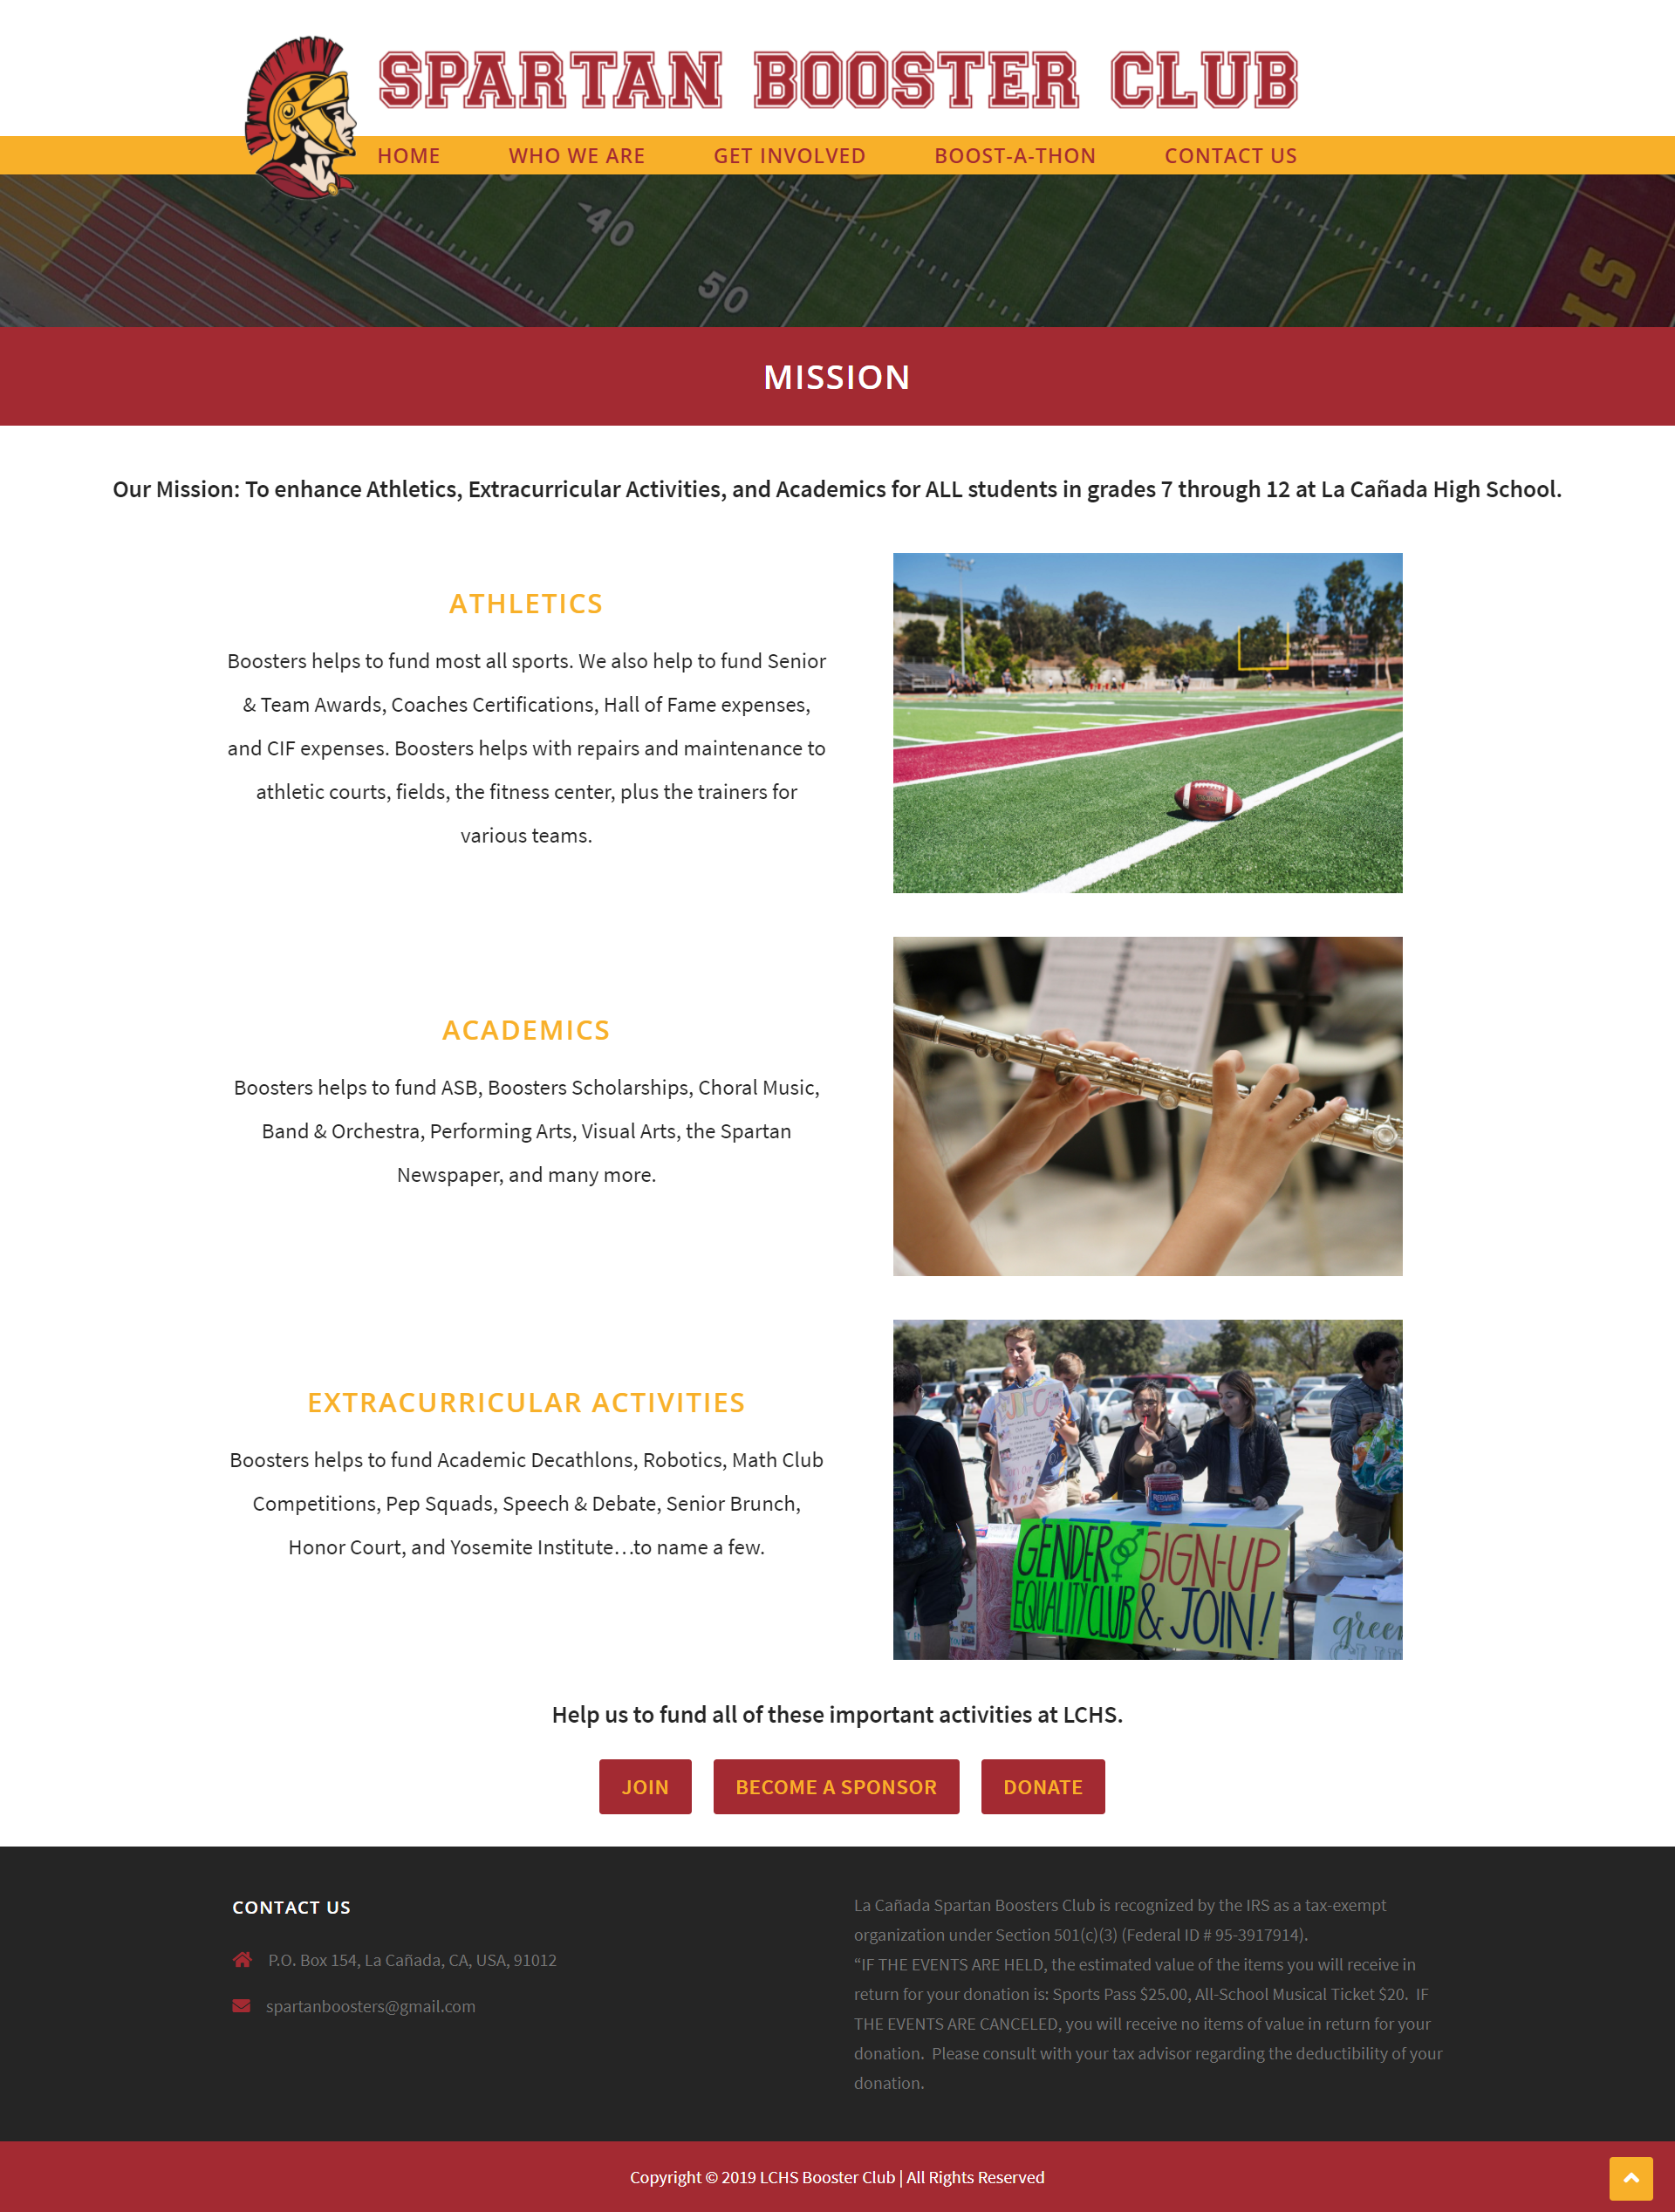 SPARTAN BOOSTER CLUB
HOME WHO WE ARE GET INVOLVED BOOST-A-THON CONTACT US
40
50
HS
MISSION
Our Mission: To enhance Athletics, Extracurricular Activities, and Academics for ALL students in grades 7 through 12 at La Cañada High School.
ATHLETICS
Boosters helps to fund most all sports. We also help to fund Senior
& Team Awards, Coaches Certifications, Hall of Fame expenses,
and CIF expenses. Boosters helps with repairs and maintenance to
athletic courts, fields, the fitness center, plus the trainers for
various teams.
ACADEMICS
Boosters helps to fund ASB, Boosters Scholarships, Choral Music,
Band & Orchestra, Performing Arts, Visual Arts, the Spartan
Newspaper, and many more.
EXTRACURRICULAR ACTIVITIES
Boosters helps to fund Academic Decathlons, Robotics, Math Club
Competitions, Pep Squads, Speech & Debate, Senior Brunch,
Honor Court, and Yosemite Institute…to name a few.
GENDER
EQUALITY CLUB
SIGN-UP
& JOIN!
green
Help us to fund all of these important activities at LCHS.
JOIN BECOME A SPONSOR DONATE
CONTACT US
P.O. Box 154, La Cañada, CA, USA, 91012
spartanboosters@gmail.com
La Cañada Spartan Boosters Club is recognized by the IRS as a tax-exempt
organization under Section 501(c)(3) (Federal ID # 95-3917914).
“IF THE EVENTS ARE HELD, the estimated value of the items you will receive in
return for your donation is: Sports Pass $25.00, All-School Musical Ticket $20. IF
THE EVENTS ARE CANCELED, you will receive no items of value in return for your
donation. Please consult with your tax advisor regarding the deductibility of your
donation.
Copyright © 2019 LCHS Booster Club | All Rights Reserved